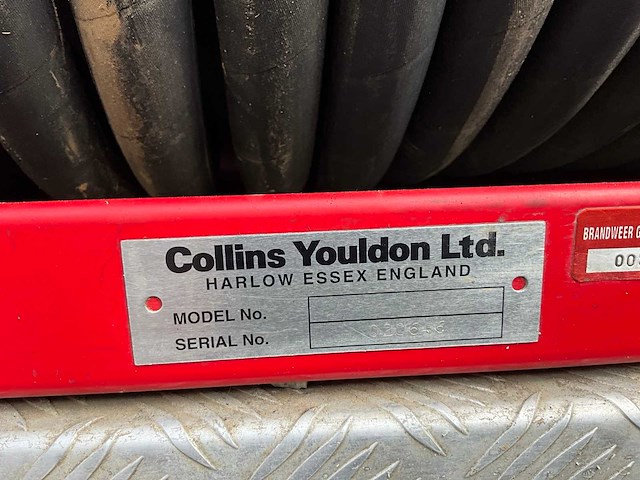 Collins Youldon Ltd.
HARLOW ESSEX ENGLAND
MODEL No.
SERIAL No.
BRANDWEER